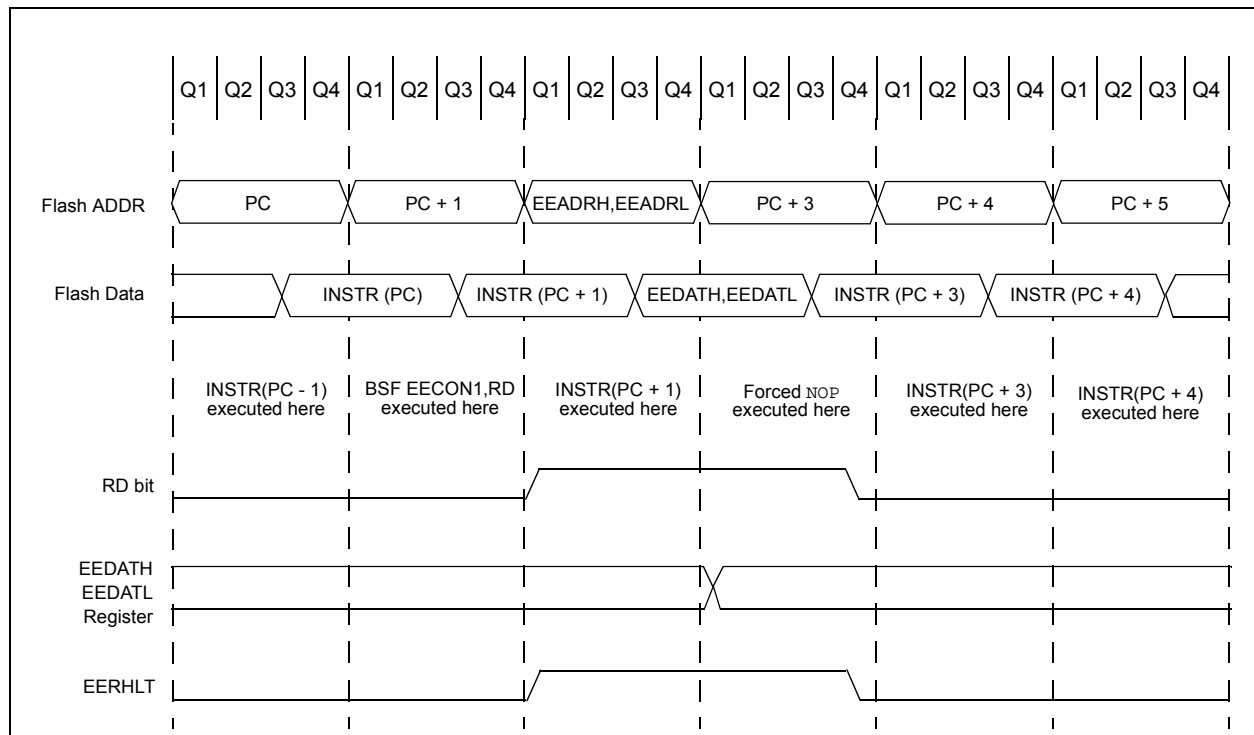 Q1 Q2 Q3 Q4 Q1 Q2 Q3 Q4 Q1 Q2 Q3 Q4 Q1 Q2 Q3 Q4 Q1 Q2 Q3 Q4 Q1 Q2 Q3 Q4
Flash ADDR PC PC + 1 EEADRH,EEADRL PC + 3 PC + 4 PC + 5
Flash Data INSTR (PC) INSTR (PC + 1) EEDATH,EEDATL INSTR (PC + 3) INSTR (PC + 4)
INSTR(PC - 1) BSF EECON1,RD INSTR(PC + 1) Forced NOP INSTR(PC + 3) INSTR(PC + 4)
executed here executed here executed here executed here executed here executed here
RD bit
EEDATH
EEDATL
Register
EERHLT